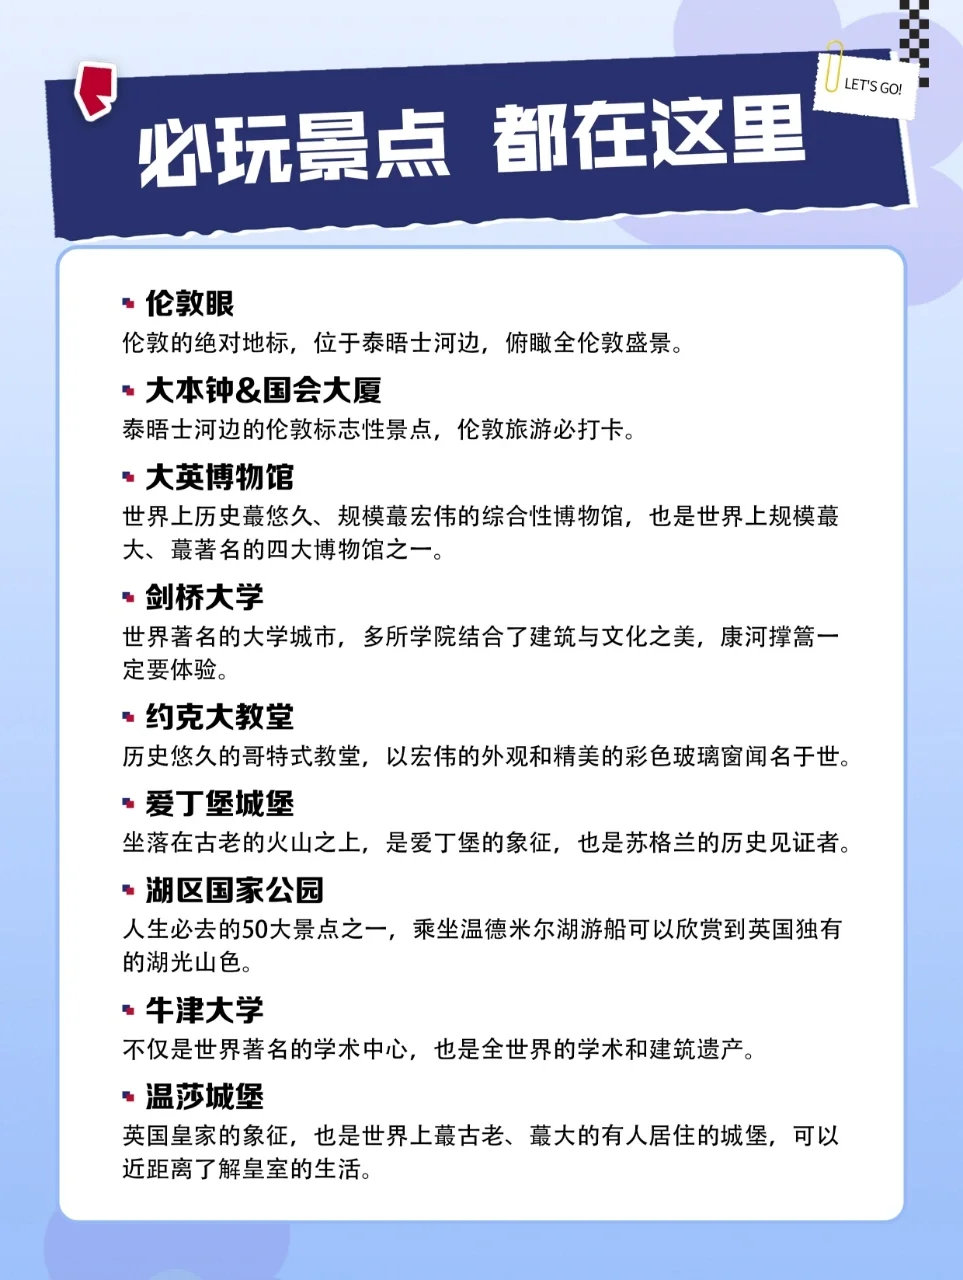 LET'S GO!
必玩景点 都在这里
伦敦眼
伦敦的绝对地标，位于泰晤士河边，俯瞰全伦敦盛景。
大本钟&国会大厦
泰晤士河边的伦敦标志性景点，伦敦旅游必打卡。
大英博物馆
世界上历史最悠久、规模最宏伟的综合性博物馆，也是世界上规模最
大、最著名的四大博物馆之一。
剑桥大学
世界著名的大学城市，多所学院结合了建筑与文化之美，康河撑篙一
定要体验。
约克大教堂
历史悠久的哥特式教堂，以宏伟的外观和精美的彩色玻璃窗闻名于世。
爱丁堡城堡
坐落在古老的火山之上，是爱丁堡的象征，也是苏格兰的历史见证者。
湖区国家公园
人生必去的50大景点之一，乘坐温德米尔湖游船可以欣赏到英国独有
的湖光山色。
牛津大学
不仅是世界著名的学术中心，也是全世界的学术和建筑遗产。
温莎城堡
英国皇家的象征，也是世界上最古老、最大的有人居住的城堡，可以
近距离了解皇室的生活。